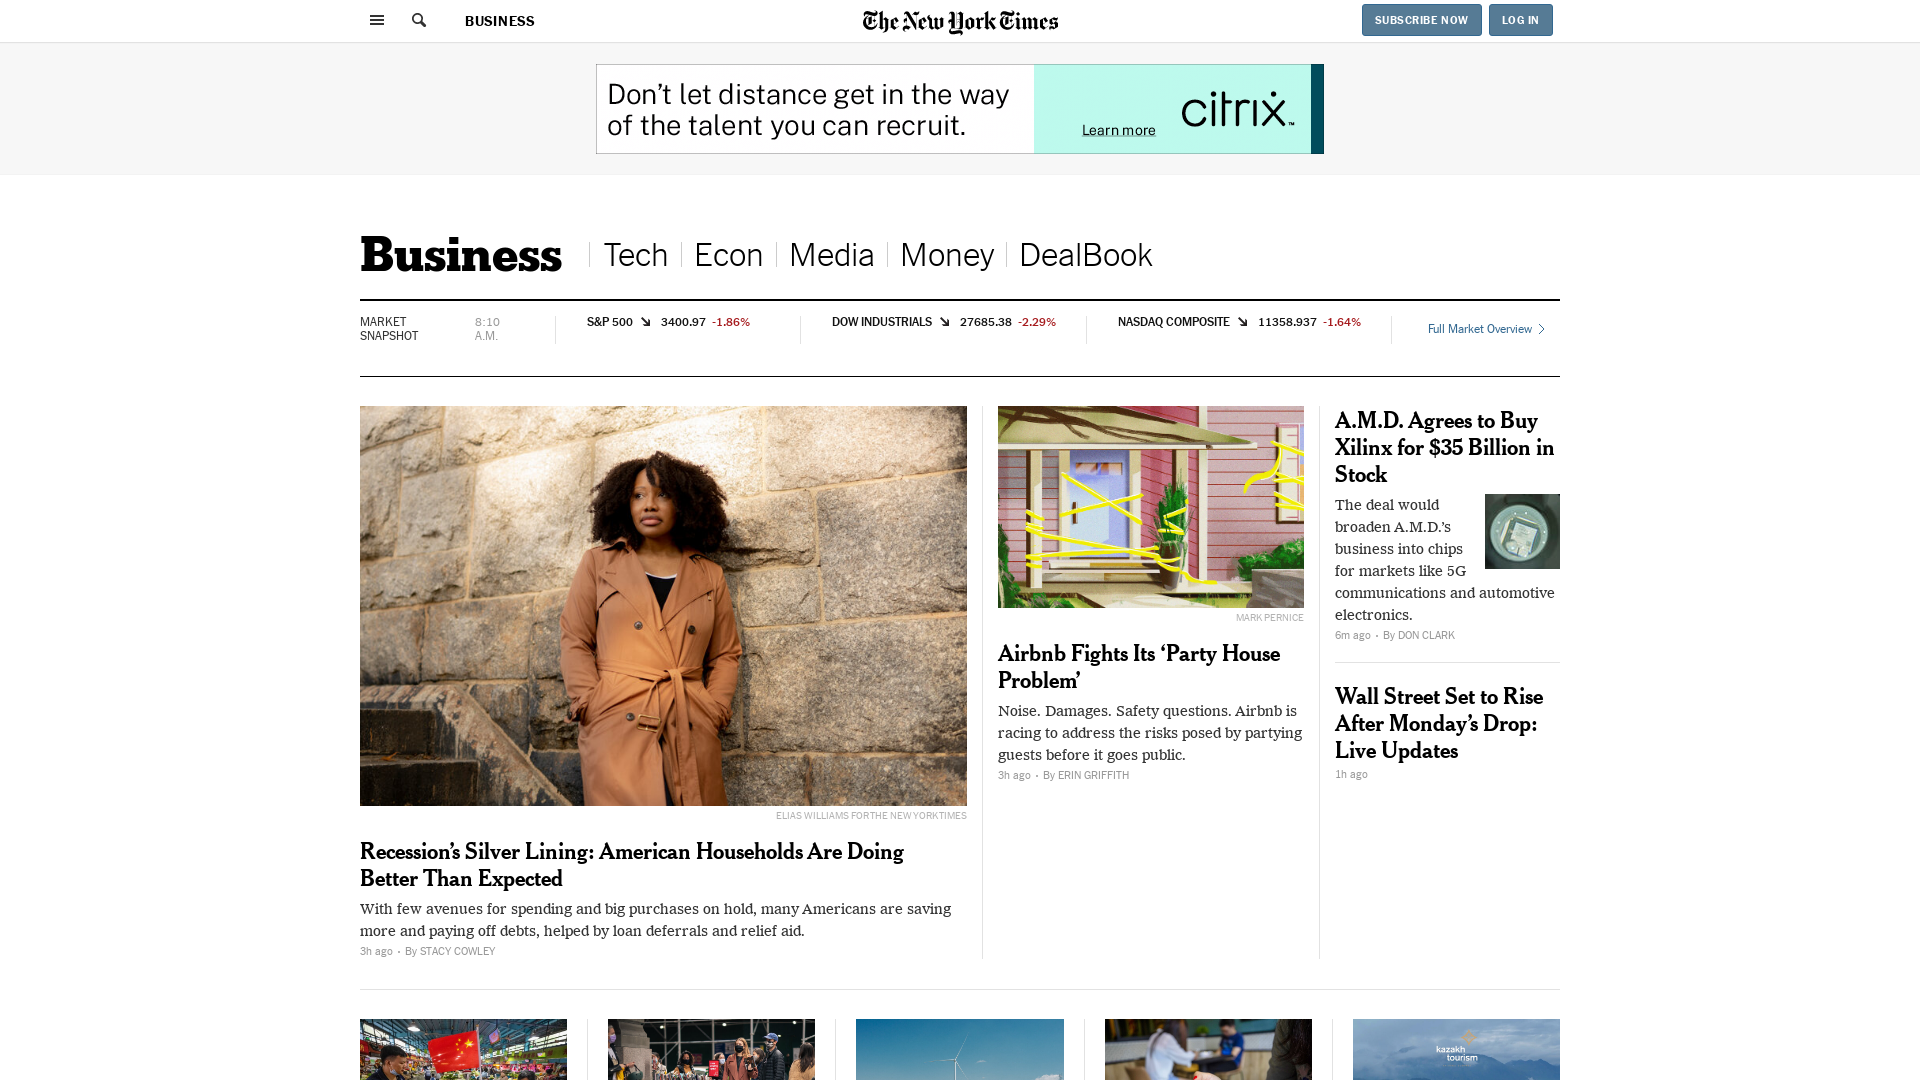 BUSINESS
The New York Times
SUBSCRIBE NOW
LOG IN
Don't let distance get in the way
of the talent you can recruit.
Learn more
citrix™
Business
Tech
Econ
Media
Money
DealBook
MARKET
SNAPSHOT
8:10
A.M.
S&P 500 3400.97 -1.86%
DOW INDUSTRIALS 27685.38 -2.29%
NASDAQ COMPOSITE 11358.937 -1.64%
Full Market Overview
ELIAS WILLIAMS FOR THE NEW YORK TIMES
Recession's Silver Lining: American Households Are Doing
Better Than Expected
With few avenues for spending and big purchases on hold, many Americans are saving
more and paying off debts, helped by loan deferrals and relief aid.
3h ago • By STACY COWLEY
MARK PERNICE
Airbnb Fights Its ‘Party House
Problem’
Noise. Damages. Safety questions. Airbnb is
racing to address the risks posed by partying
guests before it goes public.
3h ago • By ERIN GRIFFITH
A.M.D. Agrees to Buy
Xilinx for $35 Billion in
Stock
The deal would
broaden A.M.D.’s
business into chips
for markets like 5G
communications and automotive
electronics.
6m ago • By DON CLARK
Wall Street Set to Rise
After Monday’s Drop:
Live Updates
1h ago
kazakh
tourism